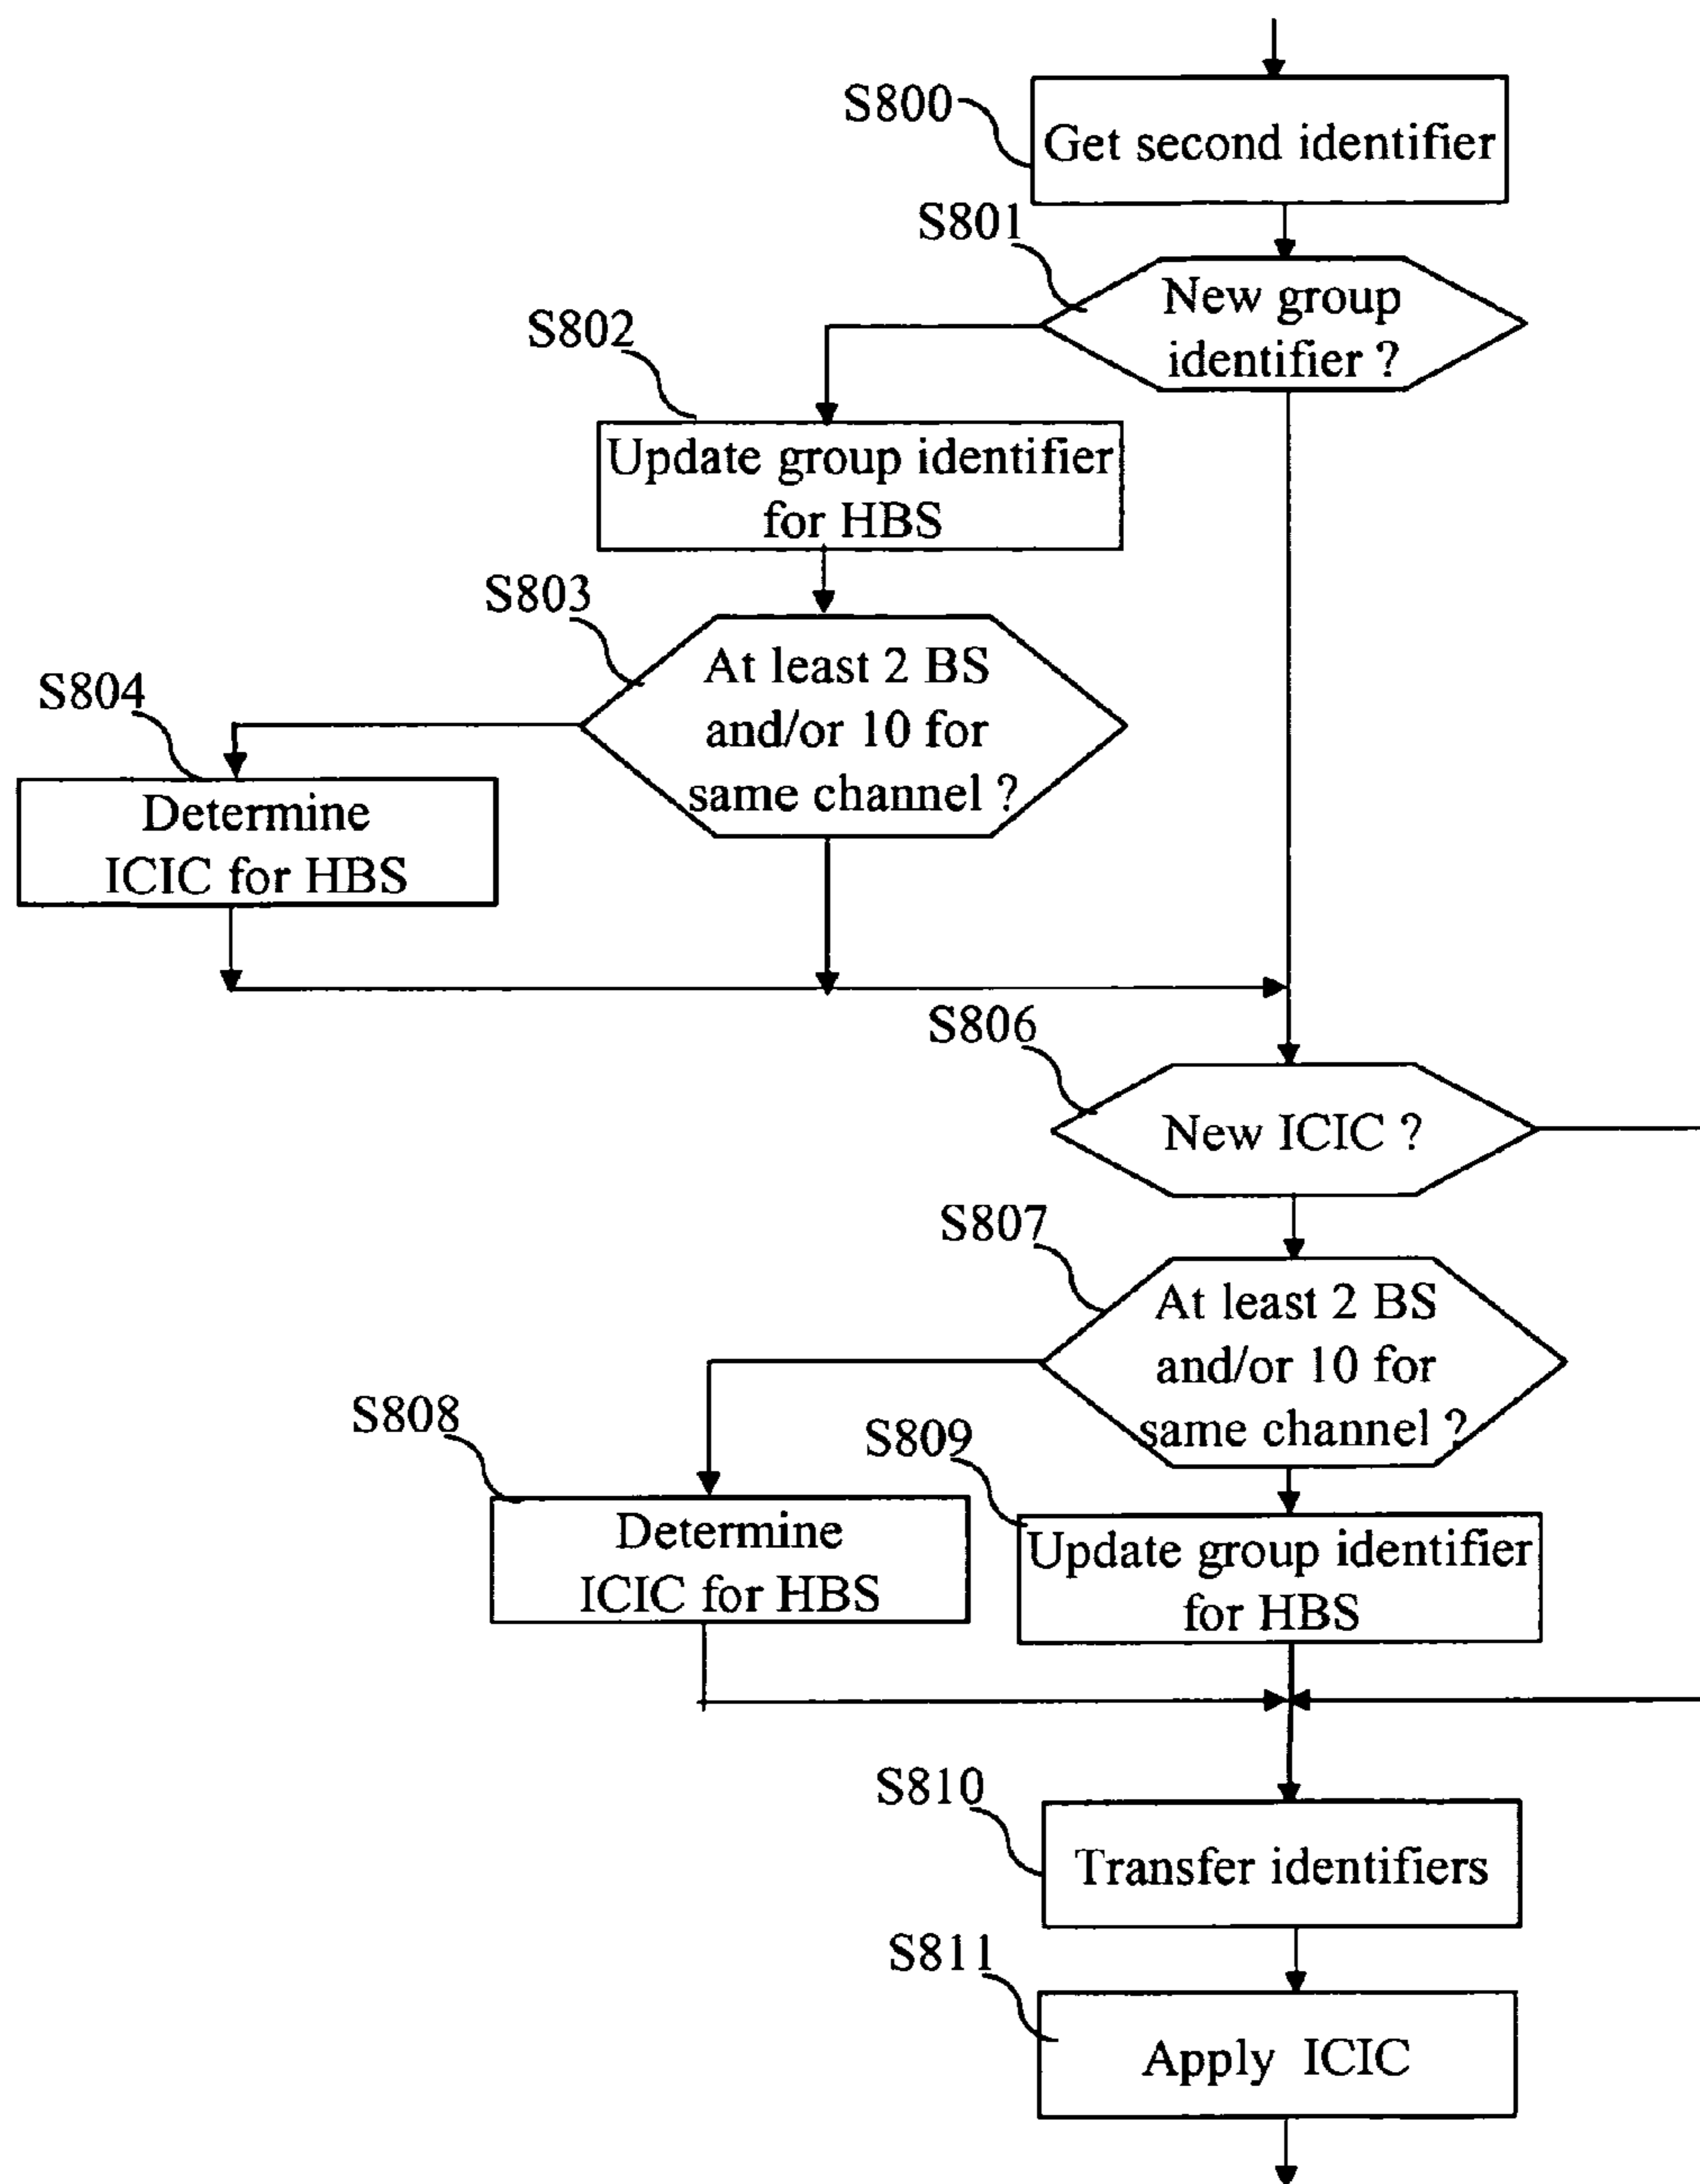 S800
Get second identifier
S801
New group
identifier ?
S802
Update group identifier
for HBS
S803
At least 2 BS
and/or 10 for
same channel ?
S804
Determine
ICIC for HBS
S806
New ICIC ?
S807
At least 2 BS
and/or 10 for
same channel ?
S808
Determine
ICIC for HBS
S809
Update group identifier
for HBS
S810
Transfer identifiers
S811
Apply ICIC